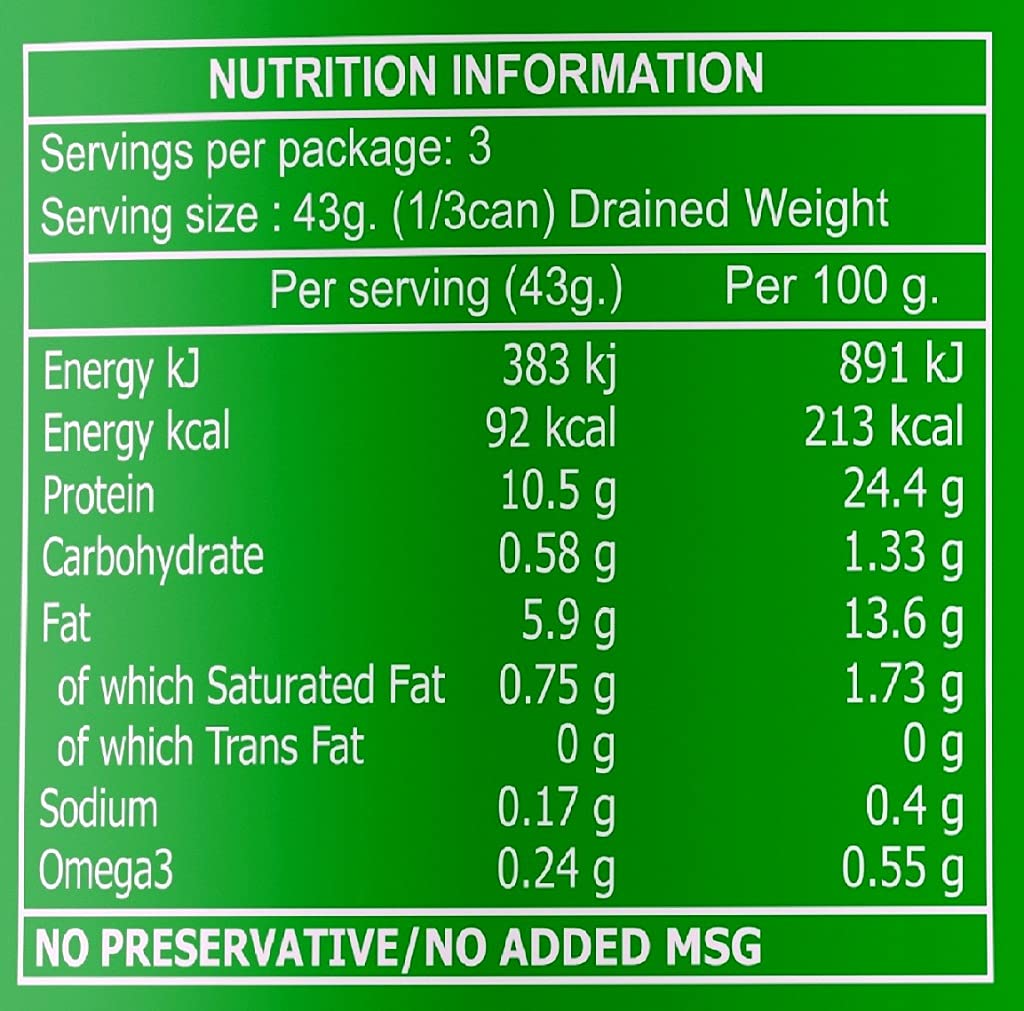 NUTRITION INFORMATION
Servings per package: 3
Serving size : 43g. (1/3can) Drained Weight
Per serving (43g.) Per 100 g.
Energy kJ 383 kj 891 kJ
Energy kcal 92 kcal 213 kcal
Protein 10.5 g 24.4 g
Carbohydrate 0.58 g 1.33 g
Fat 5.9 g 13.6 g
of which Saturated Fat 0.75 g 1.73 g
of which Trans Fat 0 g 0 g
Sodium 0.17 g 0.4 g
Omega3 0.24 g 0.55 g
NO PRESERVATIVE/NO ADDED MSG